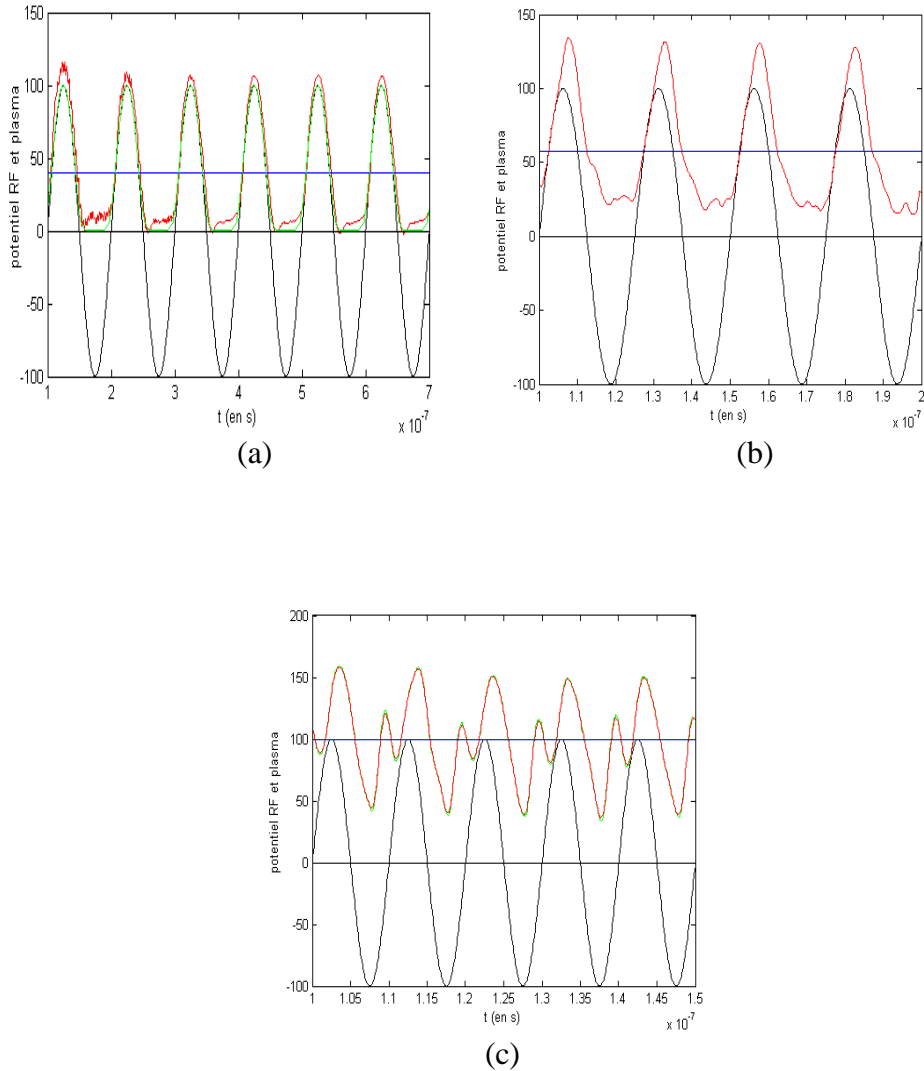 150
100
50
0
-50
-100
potentiel RF et plasma
1 2 3 4 5 6 7
t (en s)
x 10-7
(a)
150
100
50
0
-50
-100
potentiel RF et plasma
1 1.1 1.2 1.3 1.4 1.5 1.6 1.7 1.8 1.9 2
t (en s)
x 10-7
(b)
200
150
100
50
0
-50
-100
potentiel RF et plasma
1 1.05 1.1 1.15 1.2 1.25 1.3 1.35 1.4 1.45 1.5
t (en s)
x 10-7
(c)